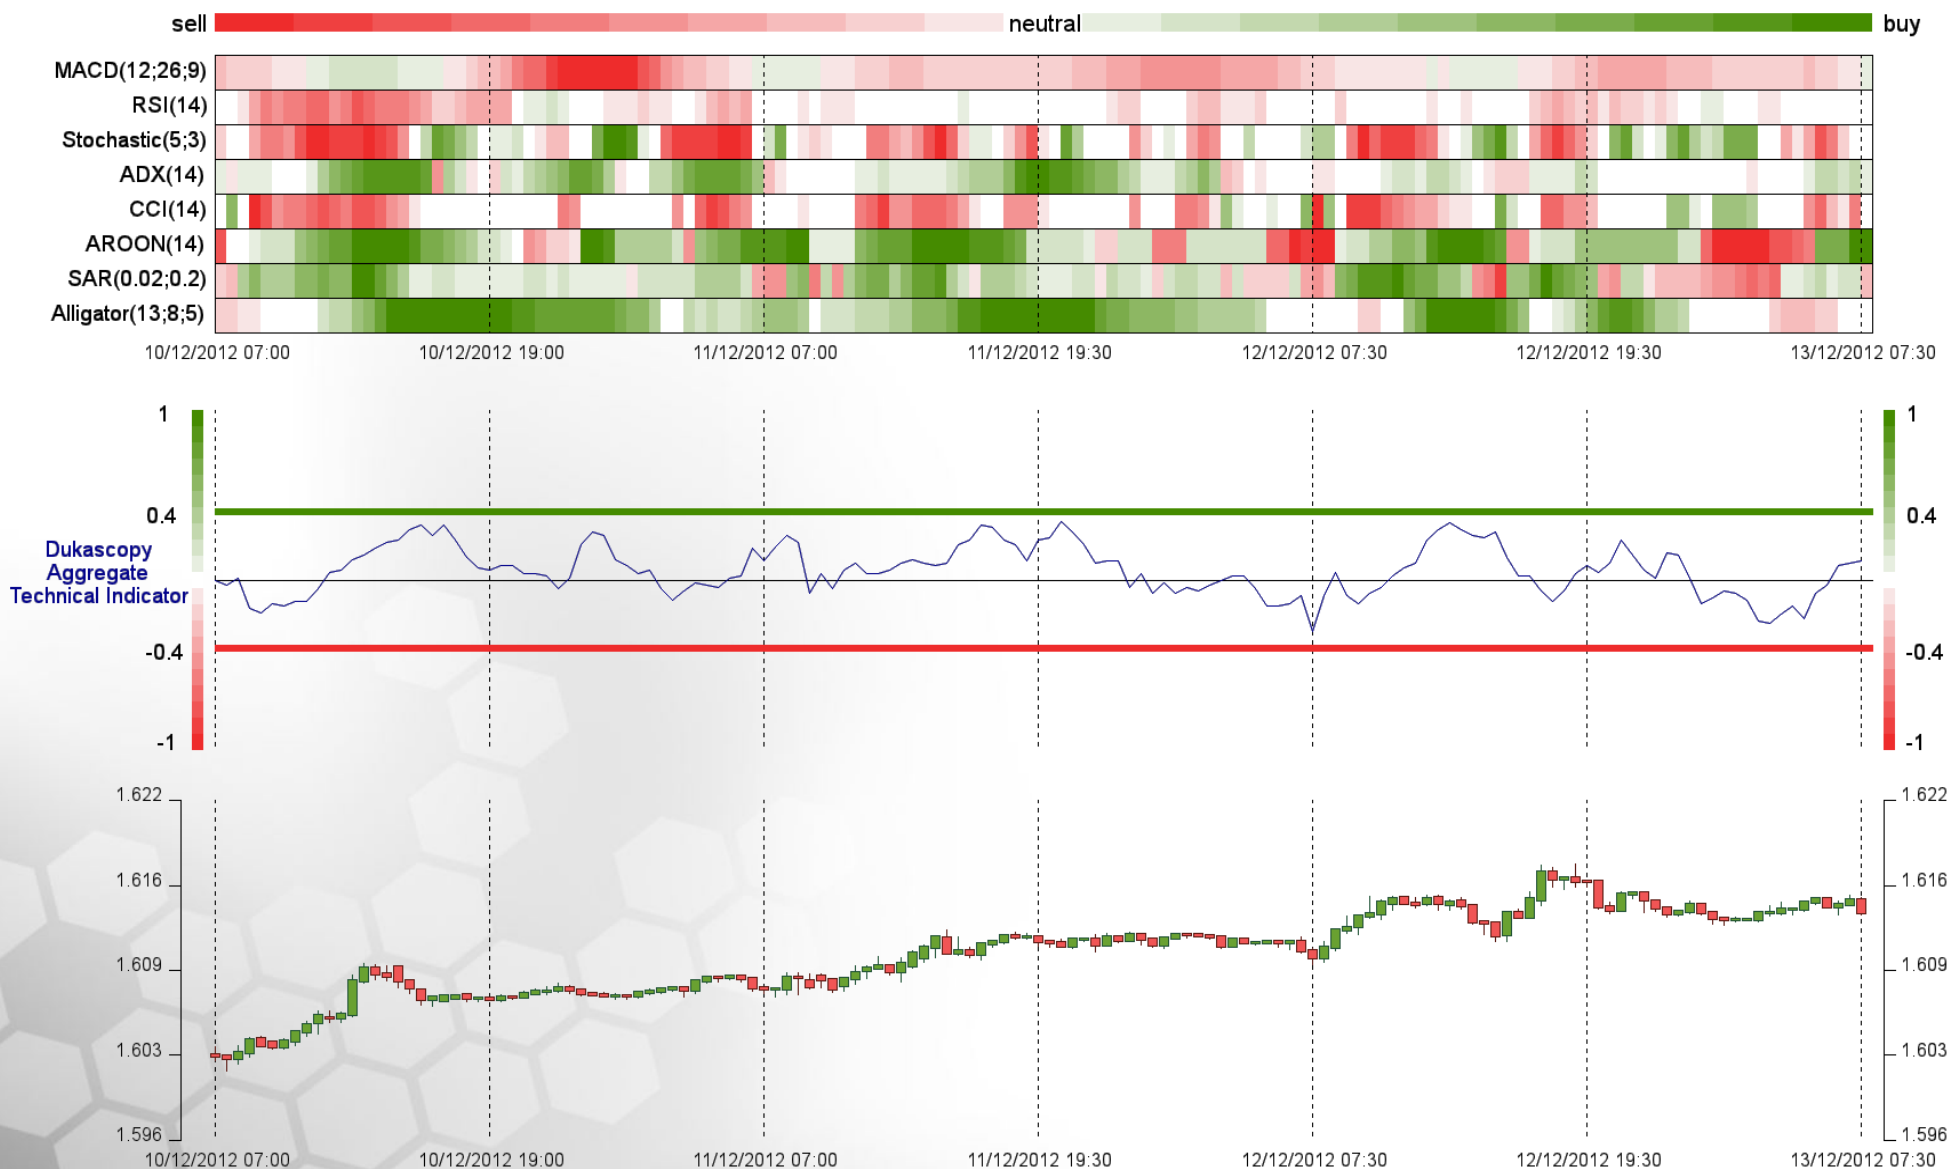 sell neutral buy
MACD(12;26;9)
RSI(14)
Stochastic(5;3)
ADX(14)
CCI(14)
AROON(14)
SAR(0.02;0.2)
Alligator(13;8;5)
10/12/2012 07:00 10/12/2012 19:00 11/12/2012 07:00 11/12/2012 19:30 12/12/2012 07:30 12/12/2012 19:30 13/12/2012 07:30
1 1
0.4 0.4
Dukascopy
Aggregate
Technical Indicator
-0.4 -0.4
-1 -1
1.622 1.622
1.616 1.616
1.609 1.609
1.603 1.603
1.596 1.596
10/12/2012 07:00 10/12/2012 19:00 11/12/2012 07:00 11/12/2012 19:30 12/12/2012 07:30 12/12/2012 19:30 13/12/2012 07:30